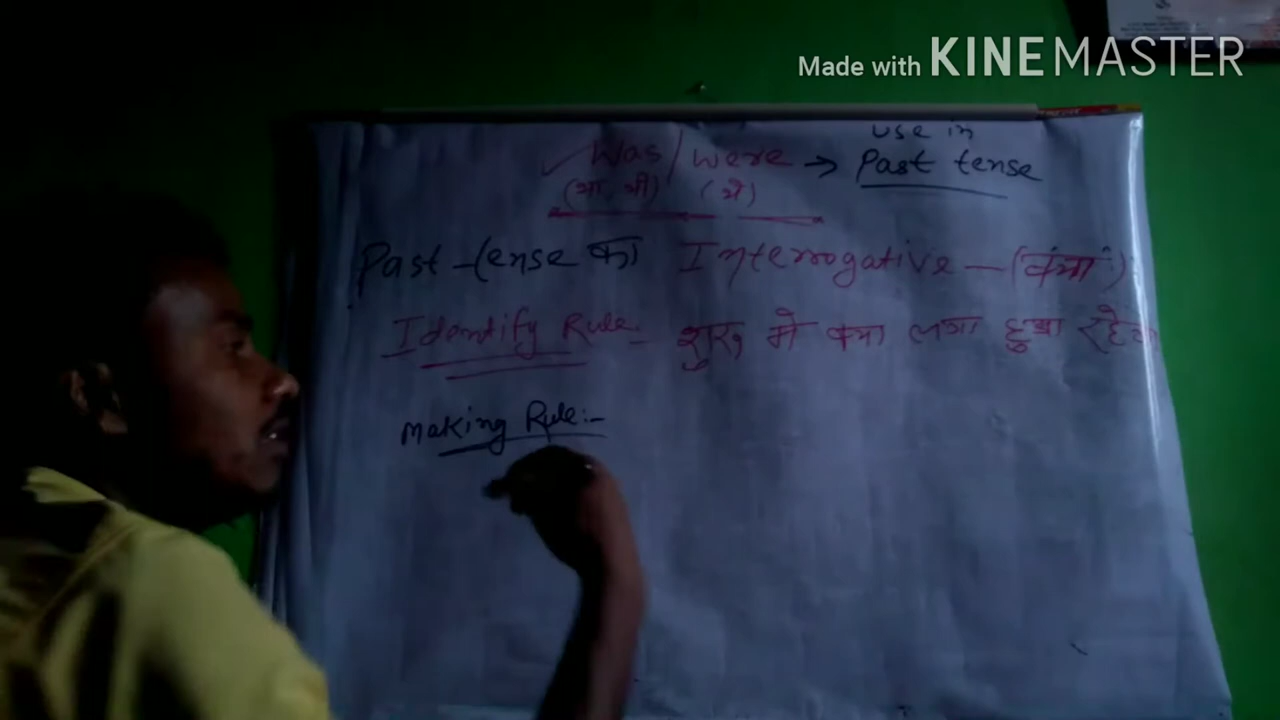 Made with KINEMASTER
use in
✓ Was/were → Past tense
(था, थी) (थे)
Past tense का Interrogative - (क्या)
Identify Rule:- शुरू मे क्या लगा हुआ रहेगा
Making Rule:-